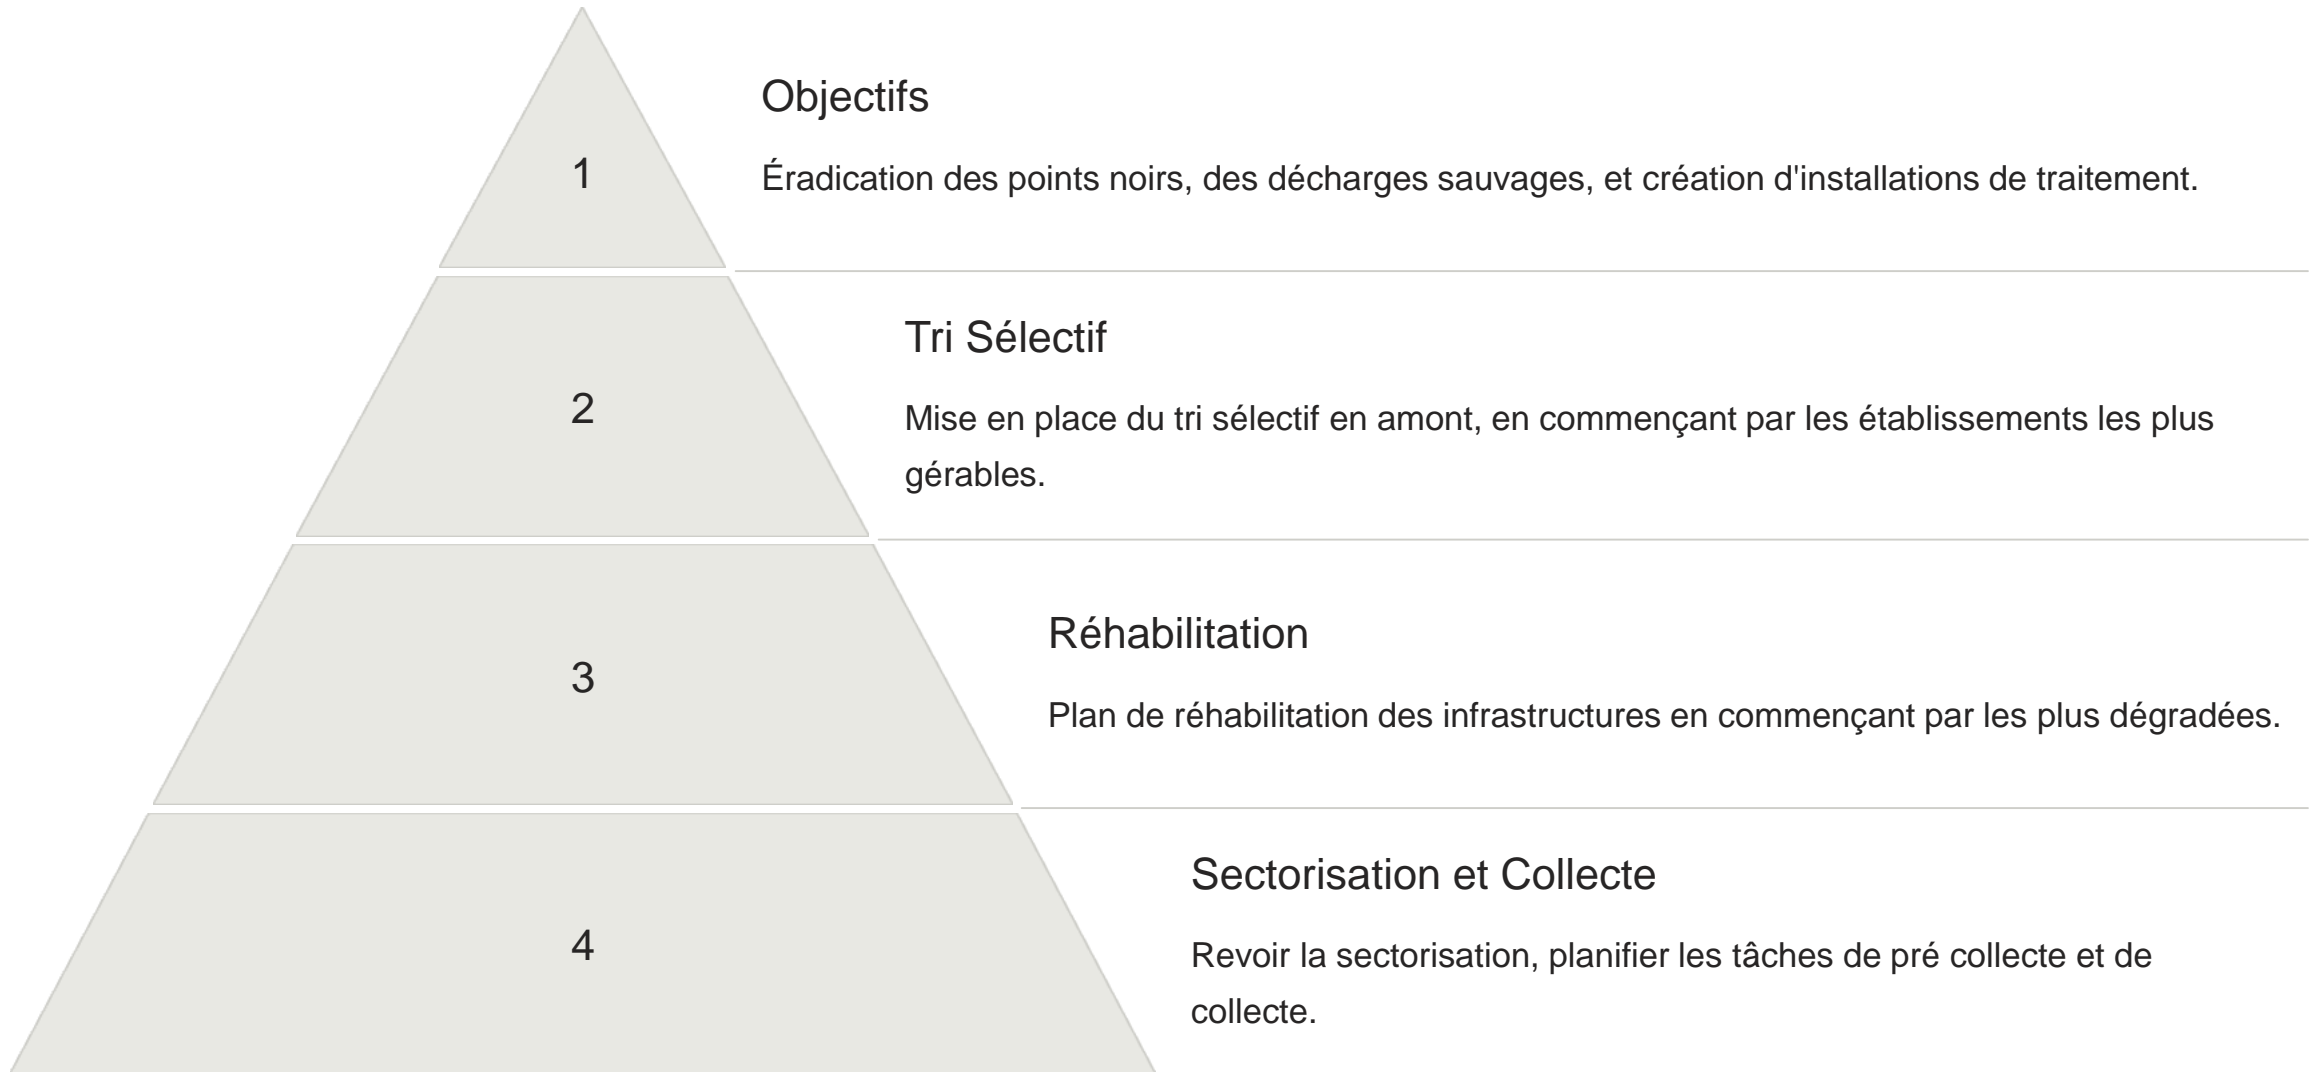 1
Objectifs
Éradication des points noirs, des décharges sauvages, et création d'installations de traitement.
2
Tri Sélectif
Mise en place du tri sélectif en amont, en commençant par les établissements les plus
gérables.
3
Réhabilitation
Plan de réhabilitation des infrastructures en commençant par les plus dégradées.
4
Sectorisation et Collecte
Revoir la sectorisation, planifier les tâches de pré collecte et de
collecte.